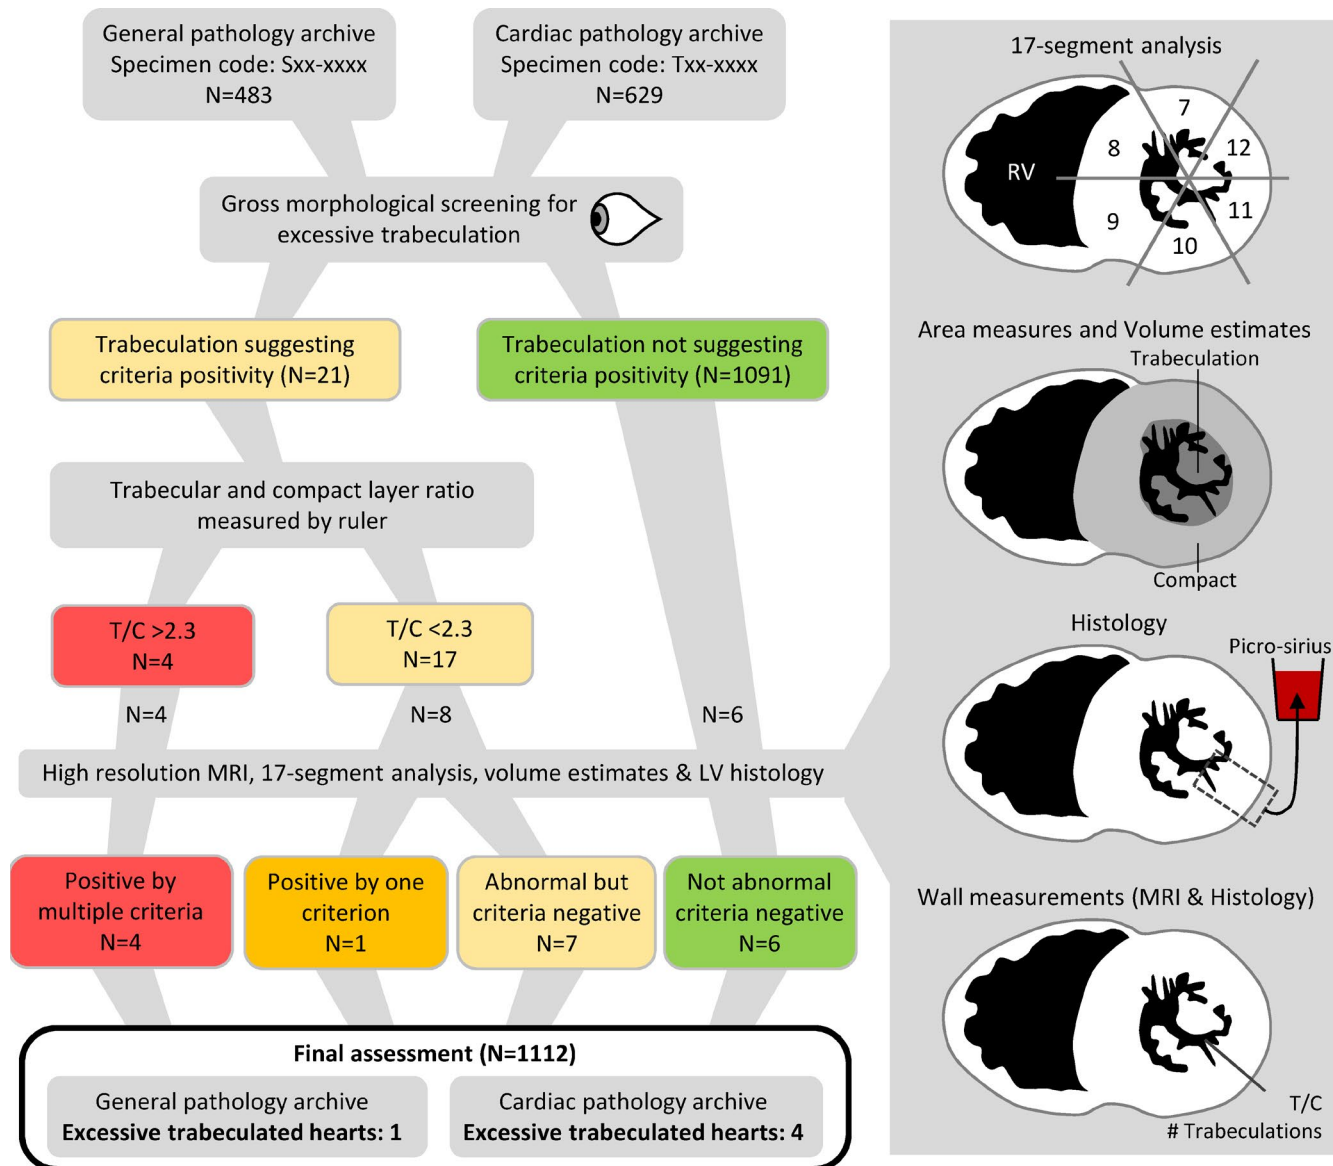 General pathology archive
Specimen code: Sxx-xxxx
N=483
Cardiac pathology archive
Specimen code: Txx-xxxx
N=629
Gross morphological screening for
excessive trabeculation
Trabeculation suggesting
criteria positivity (N=21)
Trabeculation not suggesting
criteria positivity (N=1091)
Trabecular and compact layer ratio
measured by ruler
T/C >2.3
N=4
T/C <2.3
N=17
N=4
N=8
N=6
High resolution MRI, 17-segment analysis, volume estimates & LV histology
Positive by
multiple criteria
N=4
Positive by one
criterion
N=1
Abnormal but
criteria negative
N=7
Not abnormal
criteria negative
N=6
Final assessment (N=1112)
General pathology archive
Excessive trabeculated hearts: 1
Cardiac pathology archive
Excessive trabeculated hearts: 4
17-segment analysis
7
8
12
RV
9
11
10
Area measures and Volume estimates
Trabeculation
Compact
Histology
Picro-sirius
Wall measurements (MRI & Histology)
T/C
# Trabeculations